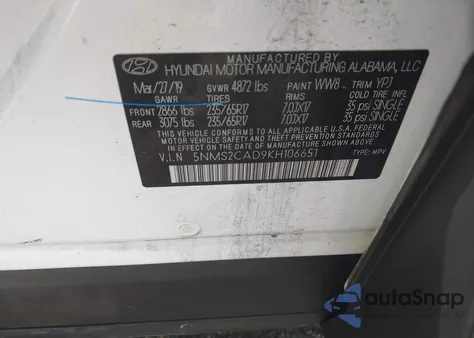 MANUFACTURED BY
HYUNDAI MOTOR MANUFACTURING ALABAMA, LLC
Mar/27/19 GVWR 4872 lbs PAINT WW8 TRIM YPJ
GAWR TIRES RIMS COLD TIRE INFL
FRONT 2866 lbs 235/65R17 7.0JX17 35 psi SINGLE
REAR 3075 lbs 235/65R17 7.0JX17 35 psi SINGLE
THIS VEHICLE CONFORMS TO ALL APPLICABLE U.S. FEDERAL
MOTOR VEHICLE SAFETY
THEFT PREVENTION STANDARDS IN EFFECT ON THE DATE OF
MANUFACTURE SHOWN ABOVE.
V.I.N 5NMS2CAD9KH106651 TYPE: MPV
autoSnap